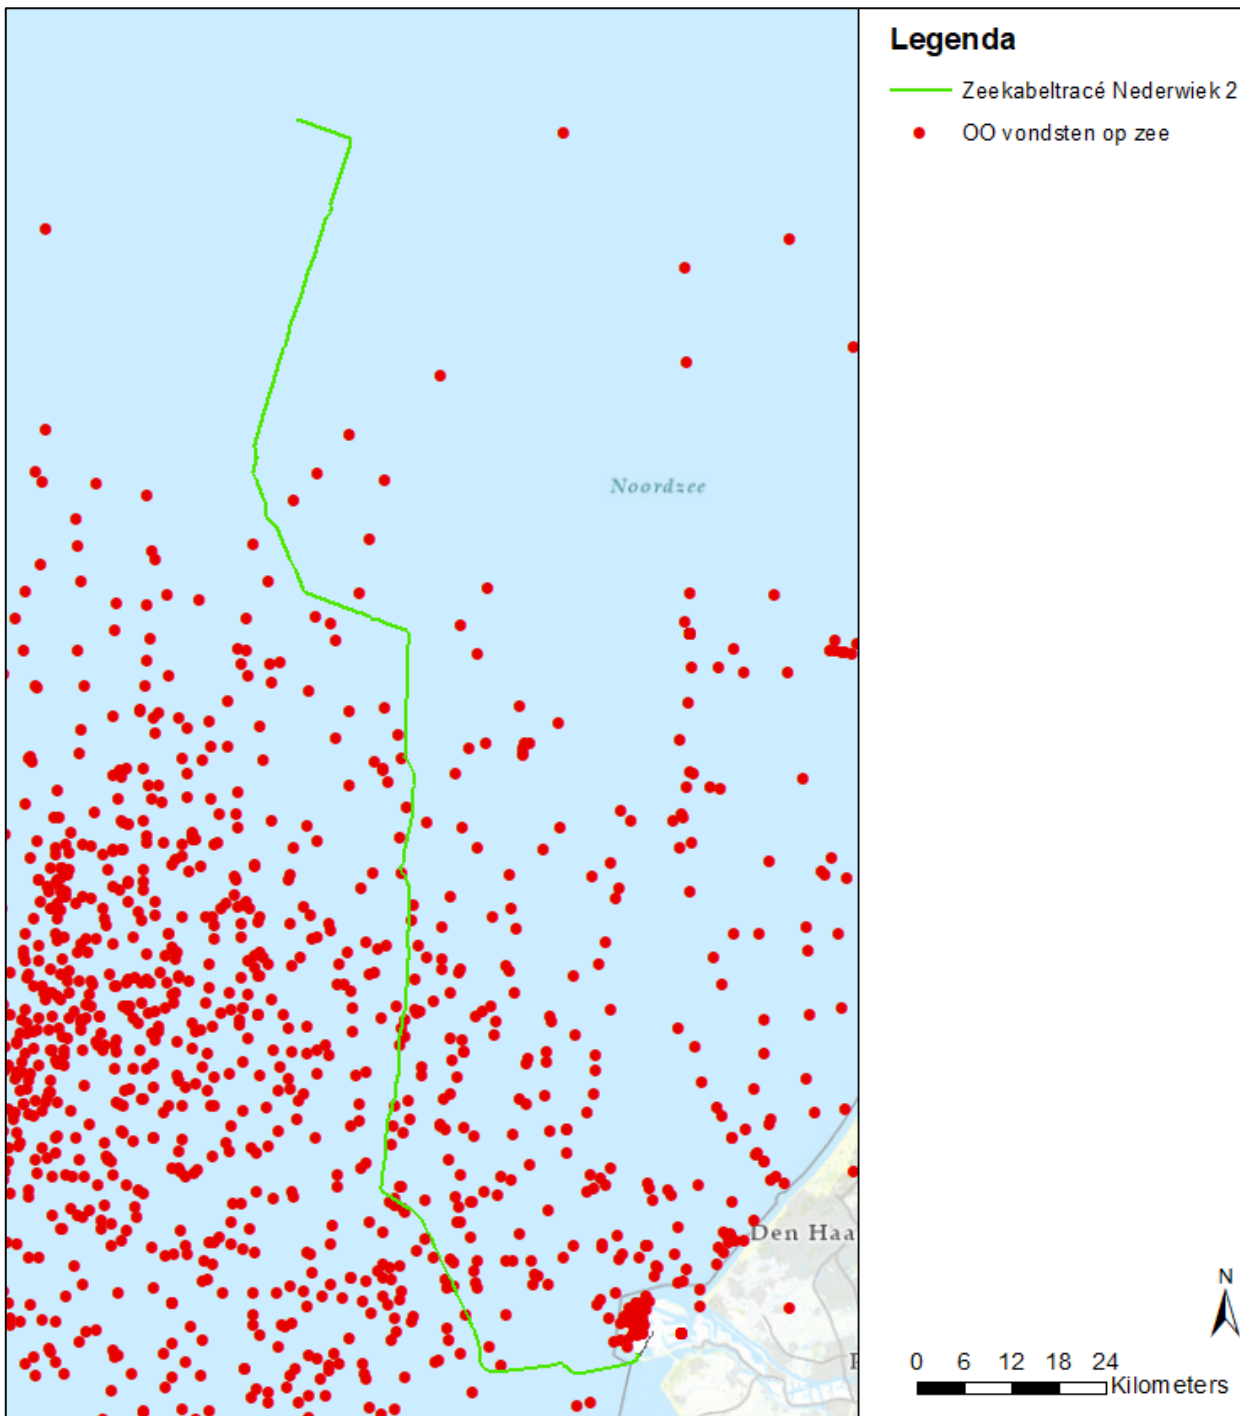 Legenda
Zeekabeltracé Nederwiek 2
OO vondsten op zee
Noordzee
Den Haa
N
0 6 12 18 24
Kilometers